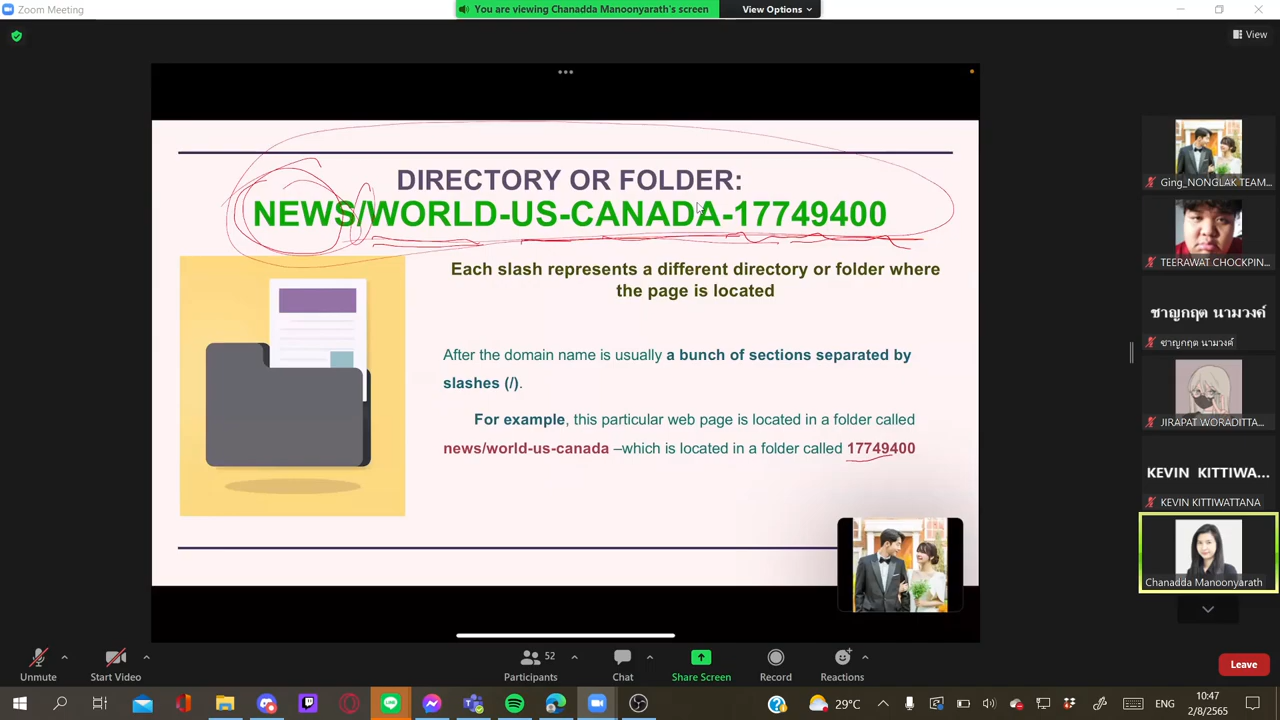 Zoom Meeting
You are viewing Chanadda Manoonyarath's screen
View Options
View
DIRECTORY OR FOLDER:
NEWS/WORLD-US-CANADA-17749400
Each slash represents a different directory or folder where
the page is located
After the domain name is usually a bunch of sections separated by
slashes (/).
For example, this particular web page is located in a folder called
news/world-us-canada –which is located in a folder called 17749400
Ging_NONGLAK TEAM...
TEERAWAT CHOCKPIN...
ชาญกฤต นามวงค์
ชาญกฤต นามวงค์
JIRAPAT WORADITTA...
KEVIN KITTIWA...
KEVIN KITTIWATTANA
Chanadda Manoonyarath
Unmute
Start Video
52
Participants
Chat
Share Screen
Record
Reactions
Leave
29°C
ENG
10:47
2/8/2565